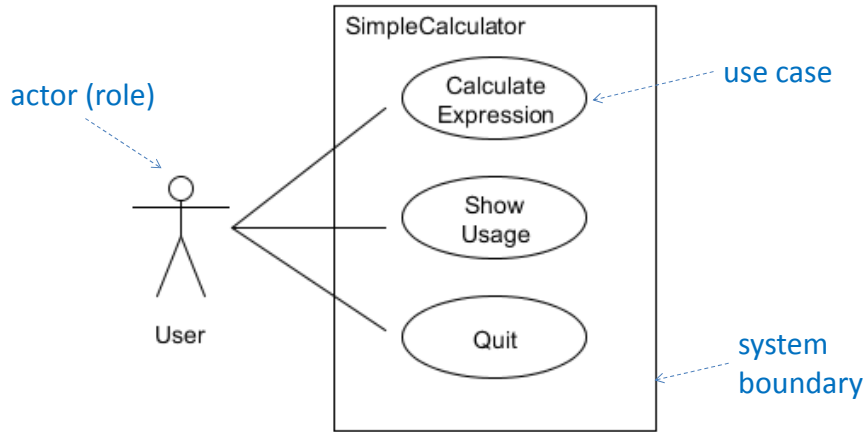 SimpleCalculator
actor (role)
Calculate
Expression
use case
Show
Usage
User
Quit
system
boundary